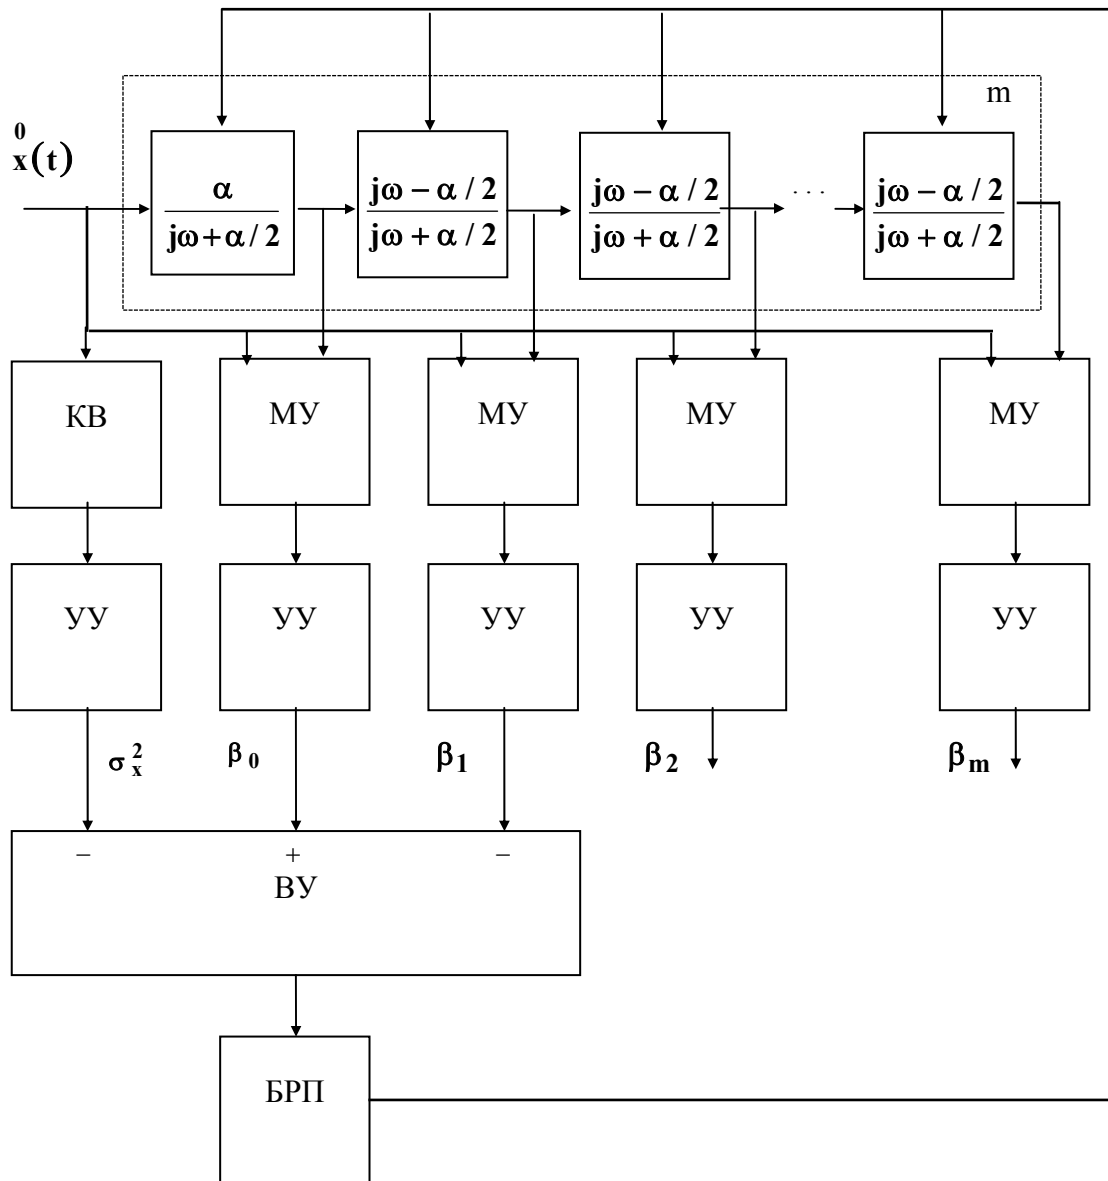 m
0
x(t)
α
jω + α / 2
jω − α / 2
jω + α / 2
jω − α / 2
jω + α / 2
. . .
jω − α / 2
jω + α / 2
КВ
МУ
МУ
МУ
МУ
УУ
УУ
УУ
УУ
УУ
σ²ₓ
β₀
β₁
β₂
βₘ
− + −
ВУ
БРП